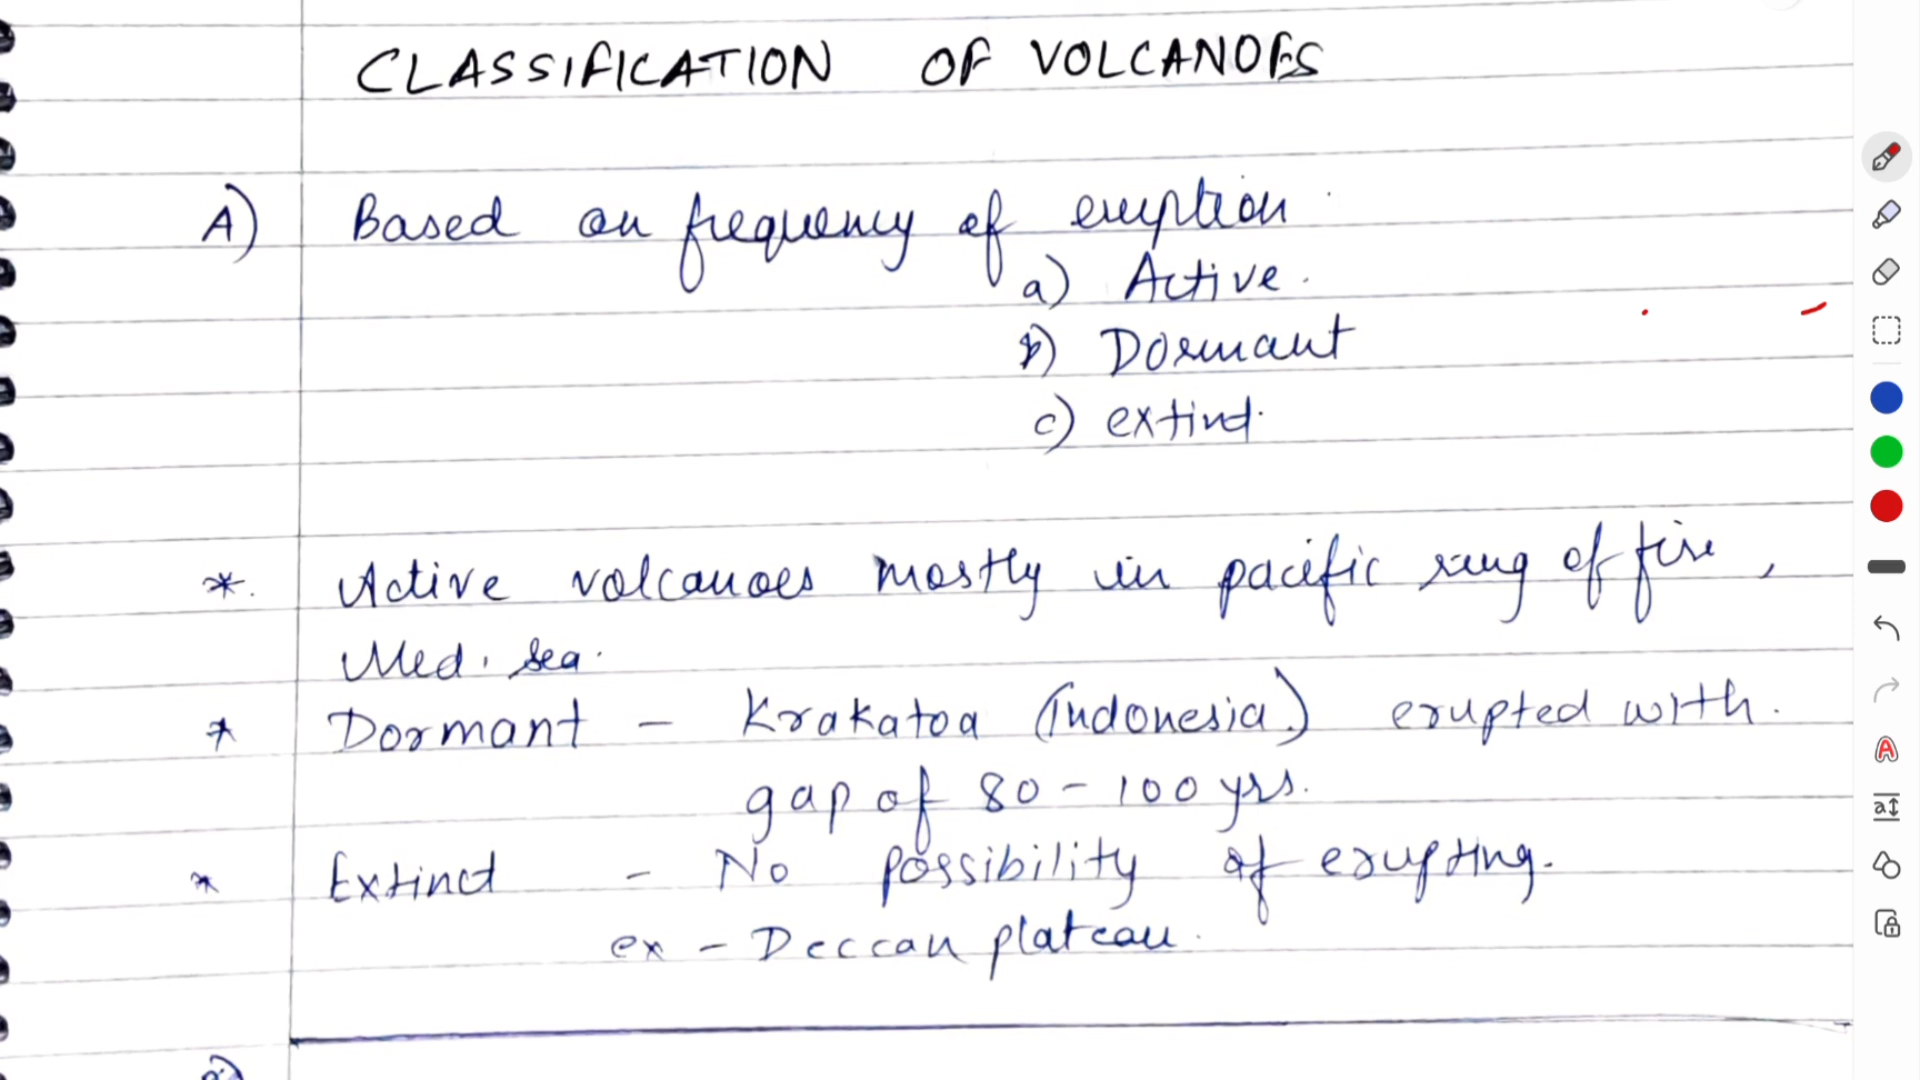 CLASSIFICATION OF VOLCANOES
A) Based on frequency of eruption
a) Active.
b) Dormant
c) extinct.
*. Active volcanoes mostly in pacific ring of fire,
Med. sea.
* Dormant - Krakatoa (Indonesia.) erupted with.
gap of 80-100 yrs.
* Extinct - No possibility of erupting.
ex - Deccan plateau.